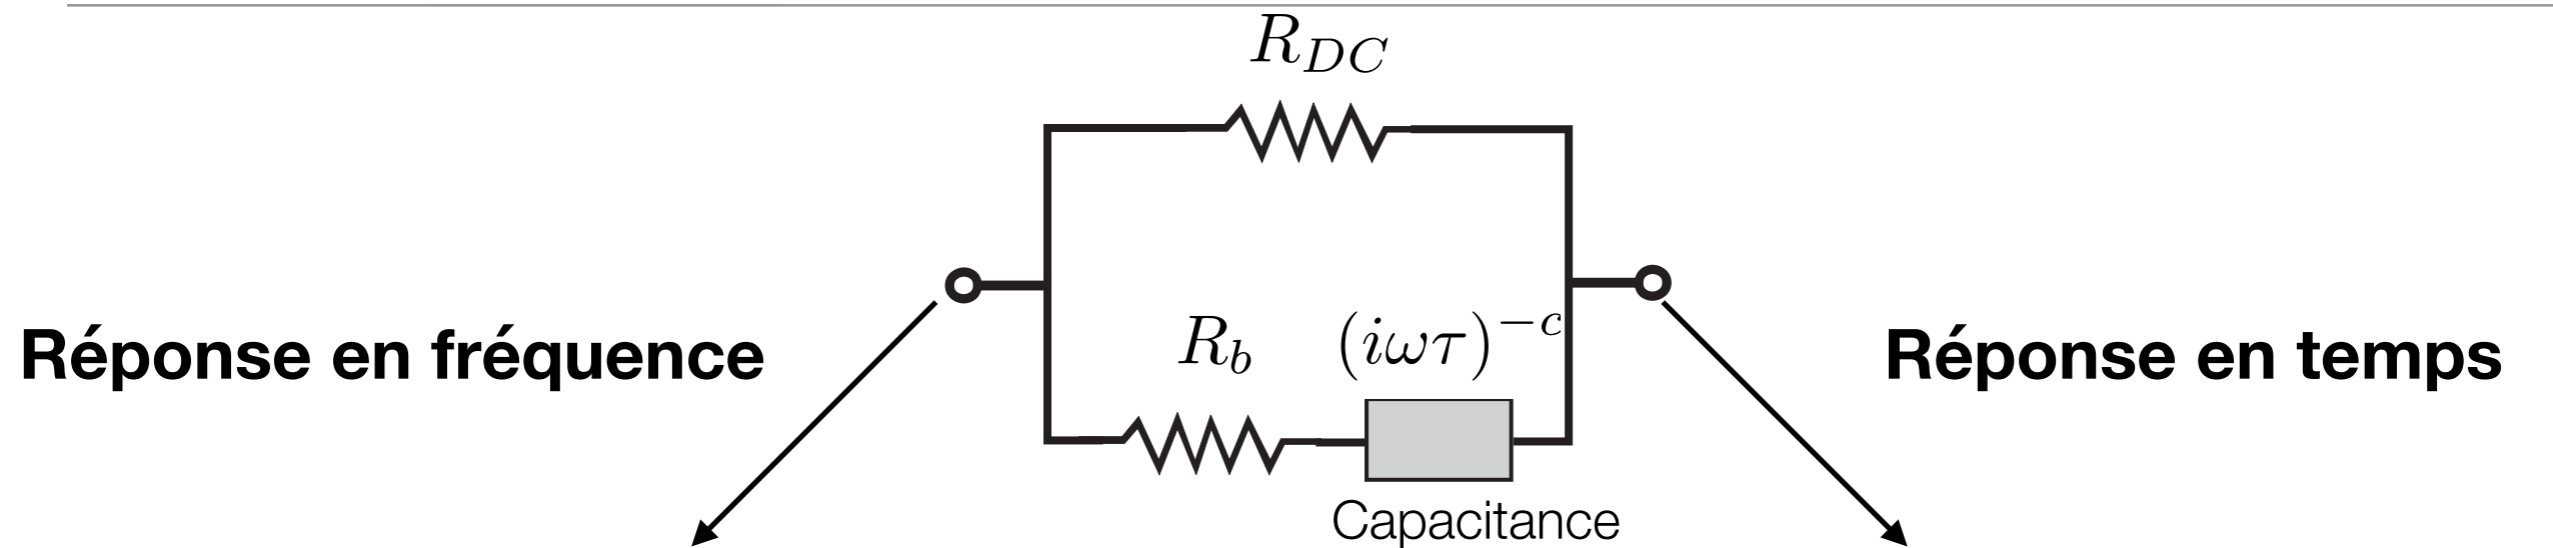 R_{DC}
Réponse en fréquence
R_b
(iωτ)^{-c}
Réponse en temps
Capacitance